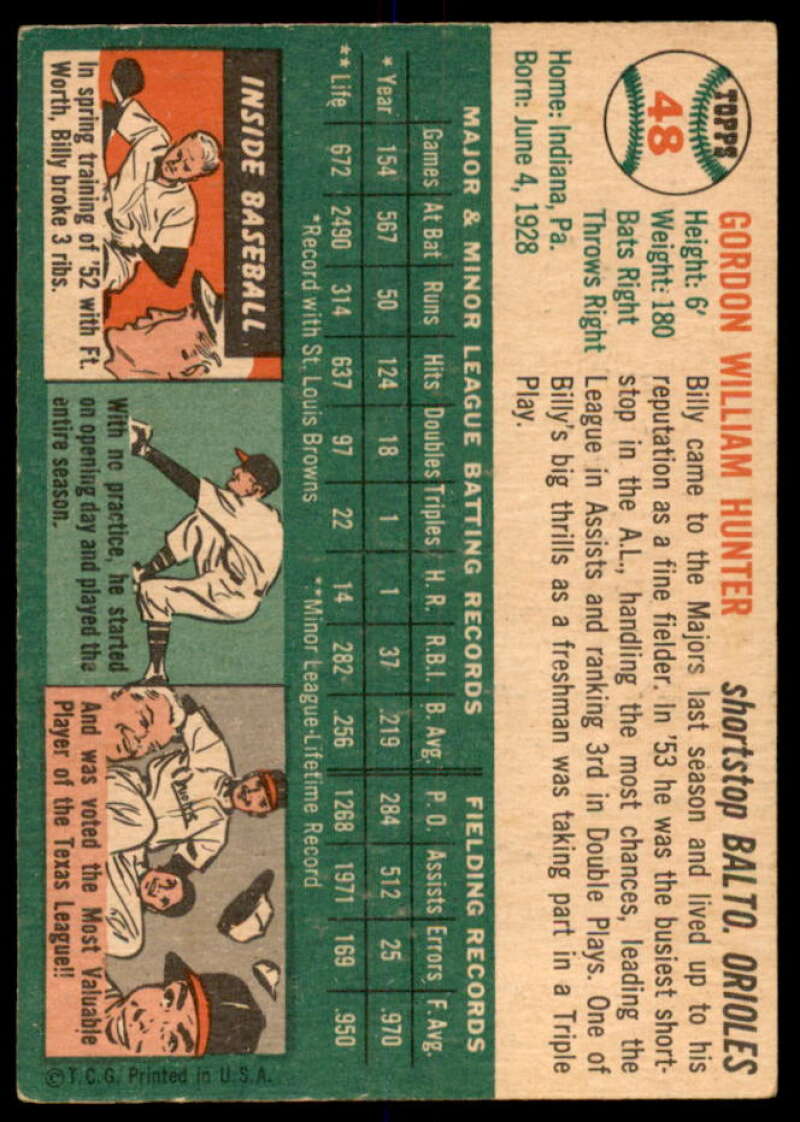 TOPPS
48
GORDON WILLIAM HUNTER
shortstop BALTO. ORIOLES
Height: 6'
Weight: 180
Bats Right
Throws Right
Home: Indiana, Pa.
Born: June 4, 1928
Billy came to the Majors last season and lived up to his
reputation as a fine fielder. In '53 he was the busiest short-
stop in the A.L., handling the most chances, leading the
League in Assists and ranking 3rd in Double Plays. One of
Billy's big thrills as a freshman was taking part in a Triple
Play.
MAJOR & MINOR LEAGUE BATTING RECORDS FIELDING RECORDS
Games At Bat Runs Hits Doubles Triples H. R. R.B.I. B. Avg. P. O. Assists Errors F. Avg.
* Year 154 567 50 124 18 1 1 37 .219 284 512 25 .970
** Life 672 2490 314 637 97 22 14 282 .256 1268 1971 169 .950
*Record with St. Louis Browns **Minor League-Lifetime Record
INSIDE BASEBALL
In spring training of '52 with Ft.
Worth, Billy broke 3 ribs.
With no practice, he started
on opening day and played the
entire season.
And was voted the Most Valuable
Player of the Texas League!!
© T.C.G. Printed in U.S.A.